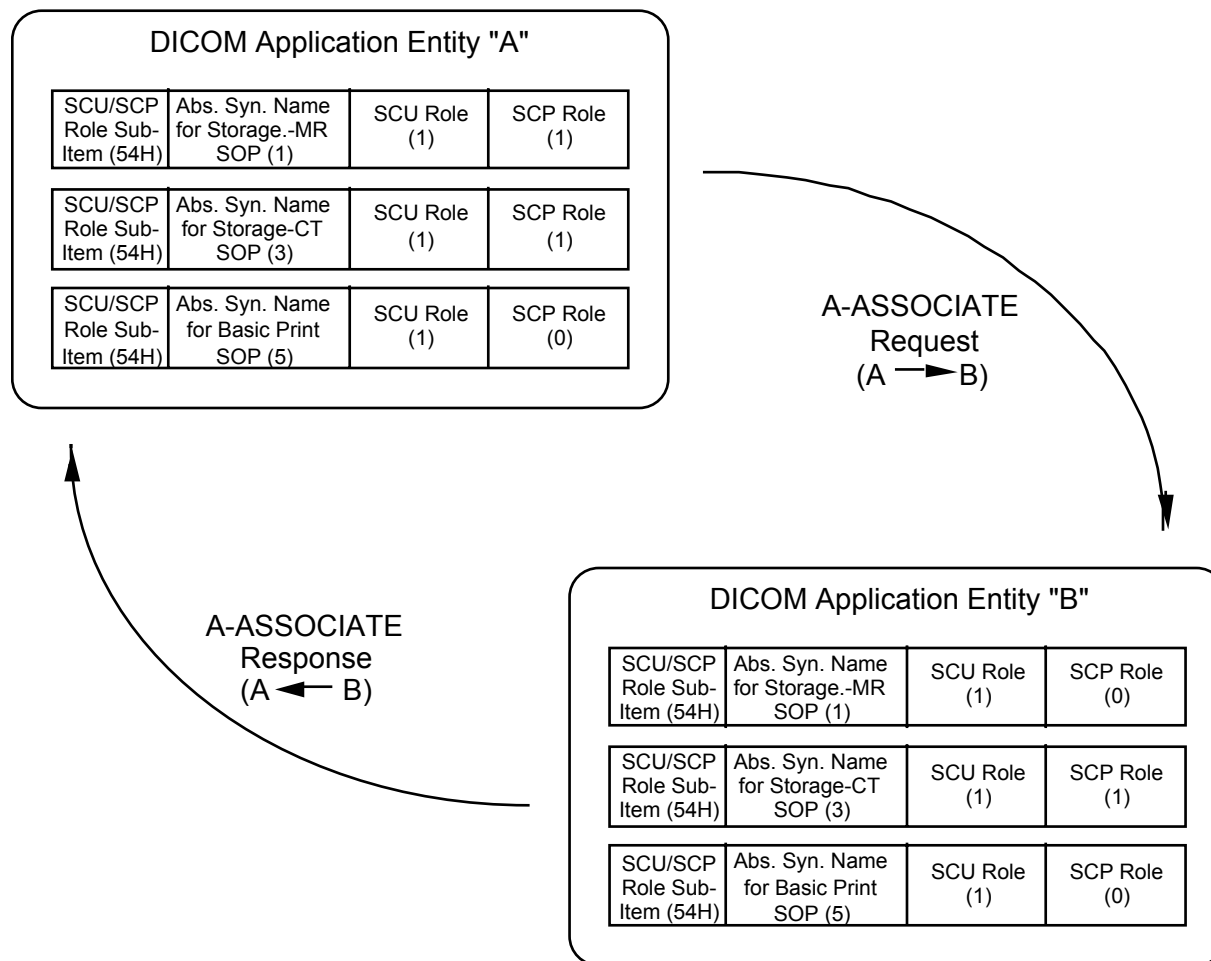 DICOM Application Entity "A"
SCU/SCP
Role Sub-
Item (54H)
Abs. Syn. Name
for Storage.-MR
SOP (1)
SCU Role
(1)
SCP Role
(1)
SCU/SCP
Role Sub-
Item (54H)
Abs. Syn. Name
for Storage-CT
SOP (3)
SCU Role
(1)
SCP Role
(1)
SCU/SCP
Role Sub-
Item (54H)
Abs. Syn. Name
for Basic Print
SOP (5)
SCU Role
(1)
SCP Role
(0)
A-ASSOCIATE
Request
(A B)
A-ASSOCIATE
Response
(A B)
DICOM Application Entity "B"
SCU/SCP
Role Sub-
Item (54H)
Abs. Syn. Name
for Storage.-MR
SOP (1)
SCU Role
(1)
SCP Role
(0)
SCU/SCP
Role Sub-
Item (54H)
Abs. Syn. Name
for Storage-CT
SOP (3)
SCU Role
(1)
SCP Role
(1)
SCU/SCP
Role Sub-
Item (54H)
Abs. Syn. Name
for Basic Print
SOP (5)
SCU Role
(1)
SCP Role
(0)